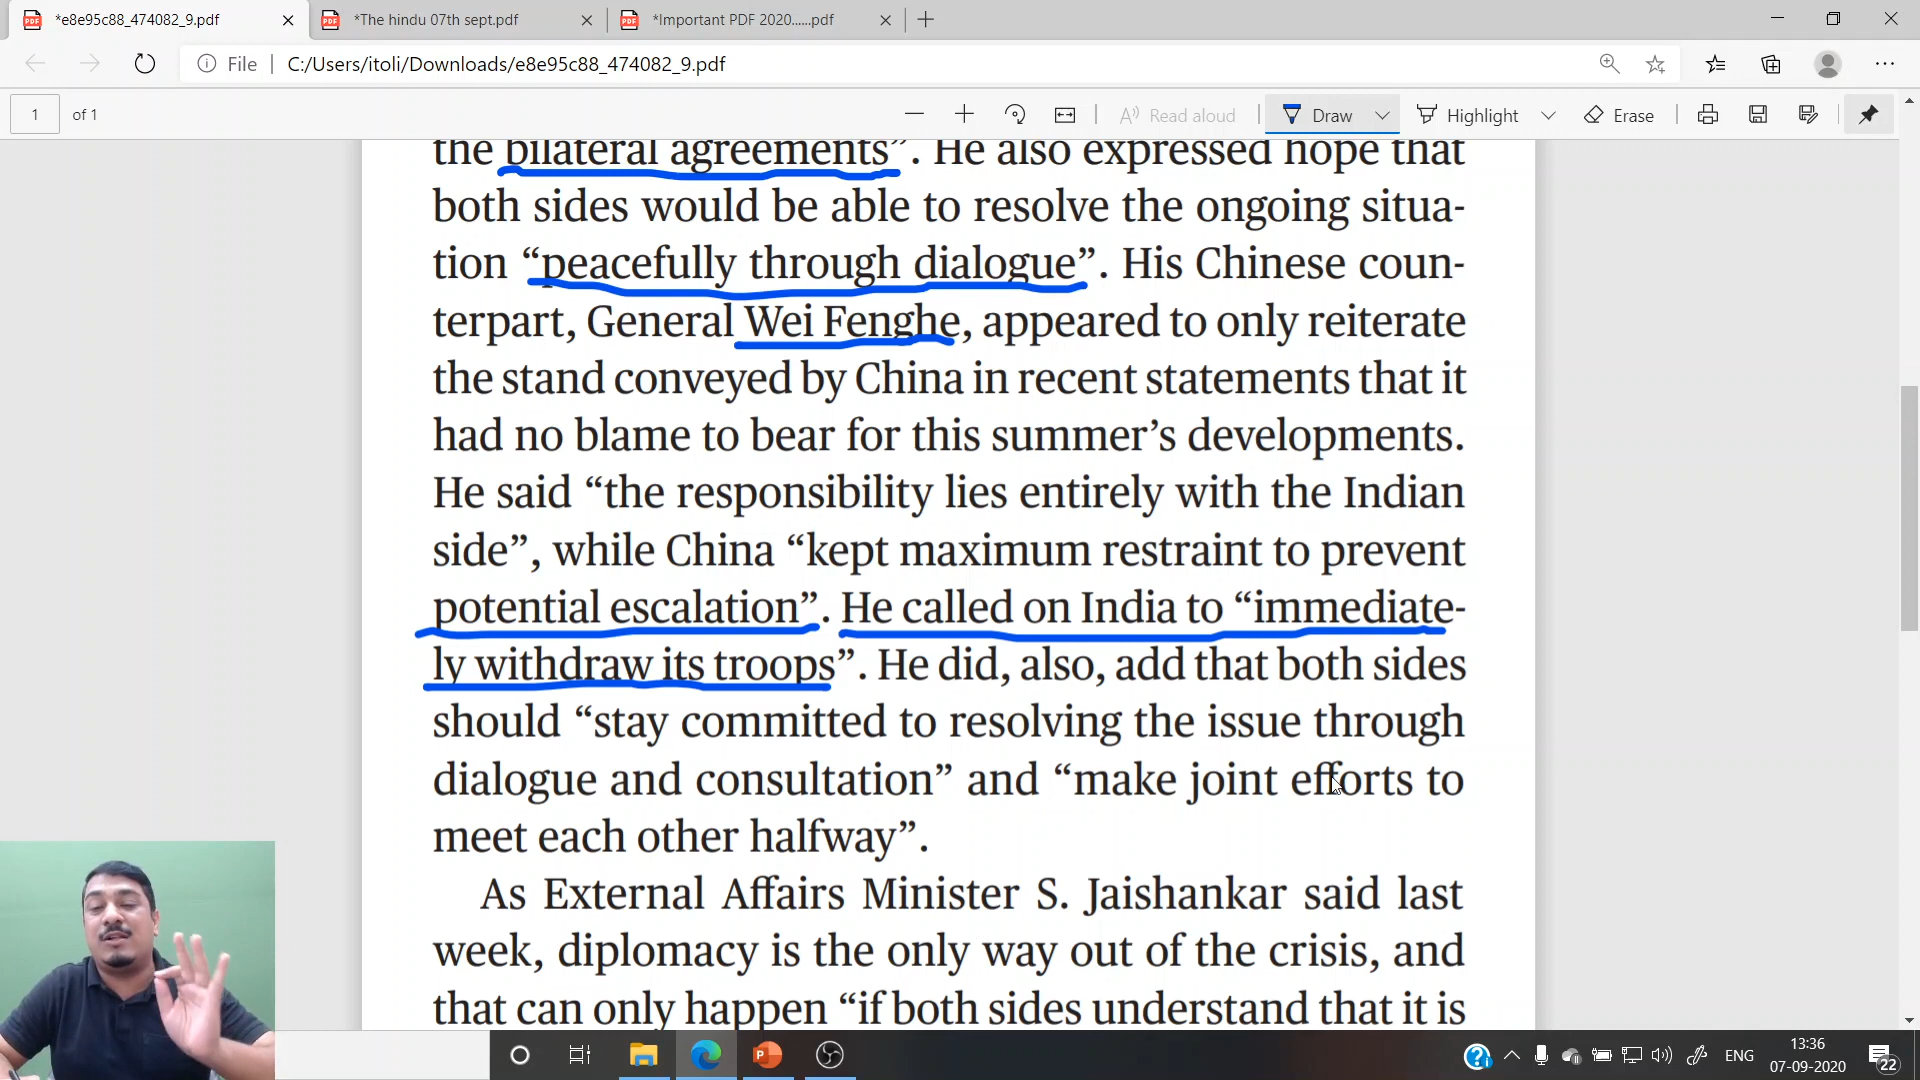 *e8e95c88_474082_9.pdf
*The hindu 07th sept.pdf
*Important PDF 2020......pdf
File
C:/Users/itoli/Downloads/e8e95c88_474082_9.pdf
1 of 1
Read aloud
Draw
Highlight
Erase
the bilateral agreements”. He also expressed hope that
both sides would be able to resolve the ongoing situa-
tion “peacefully through dialogue”. His Chinese coun-
terpart, General Wei Fenghe, appeared to only reiterate
the stand conveyed by China in recent statements that it
had no blame to bear for this summer’s developments.
He said “the responsibility lies entirely with the Indian
side”, while China “kept maximum restraint to prevent
potential escalation”. He called on India to “immediate-
ly withdraw its troops”. He did, also, add that both sides
should “stay committed to resolving the issue through
dialogue and consultation” and “make joint efforts to
meet each other halfway”.
As External Affairs Minister S. Jaishankar said last
week, diplomacy is the only way out of the crisis, and
that can only happen “if both sides understand that it is
ENG
13:36
07-09-2020
22